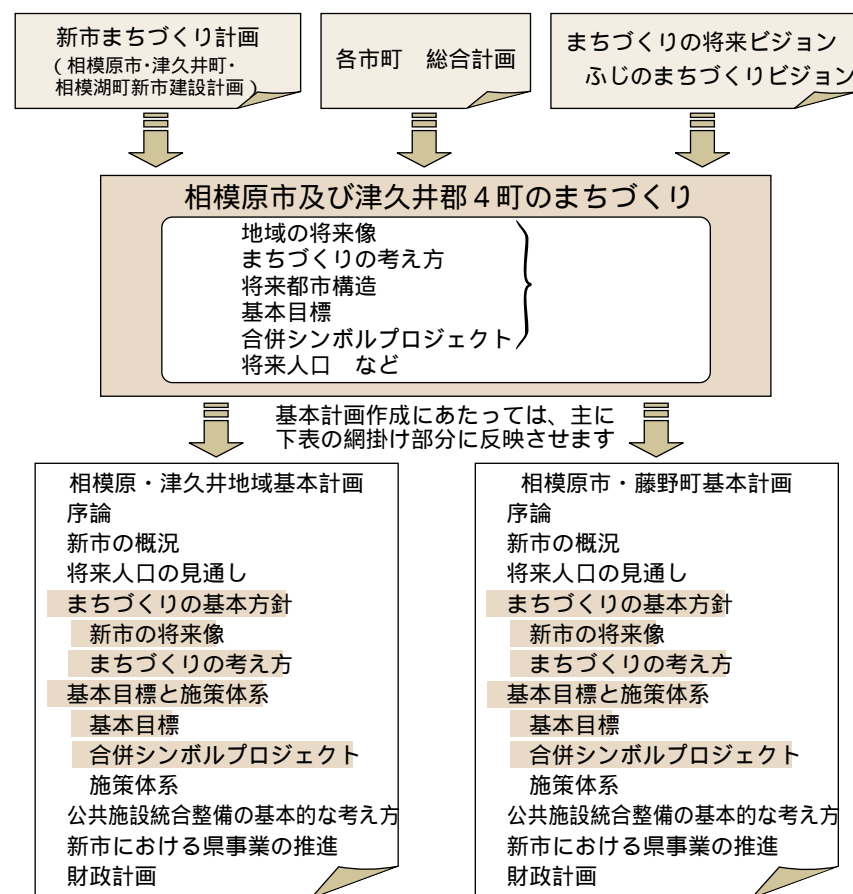 新市まちづくり計画
(相模原市・津久井町・
相模湖町新市建設計画)
各市町　総合計画
まちづくりの将来ビジョン
ふじのまちづくりビジョン
相模原市及び津久井郡４町のまちづくり
地域の将来像
まちづくりの考え方
将来都市構造
基本目標
合併シンボルプロジェクト
将来人口　など
基本計画作成にあたっては、主に
下表の網掛け部分に反映させます
相模原・津久井地域基本計画
序論
新市の概況
将来人口の見通し
まちづくりの基本方針
新市の将来像
まちづくりの考え方
基本目標と施策体系
基本目標
合併シンボルプロジェクト
施策体系
公共施設統合整備の基本的な考え方
新市における県事業の推進
財政計画
相模原市・藤野町基本計画
序論
新市の概況
将来人口の見通し
まちづくりの基本方針
新市の将来像
まちづくりの考え方
基本目標と施策体系
基本目標
合併シンボルプロジェクト
施策体系
公共施設統合整備の基本的な考え方
新市における県事業の推進
財政計画